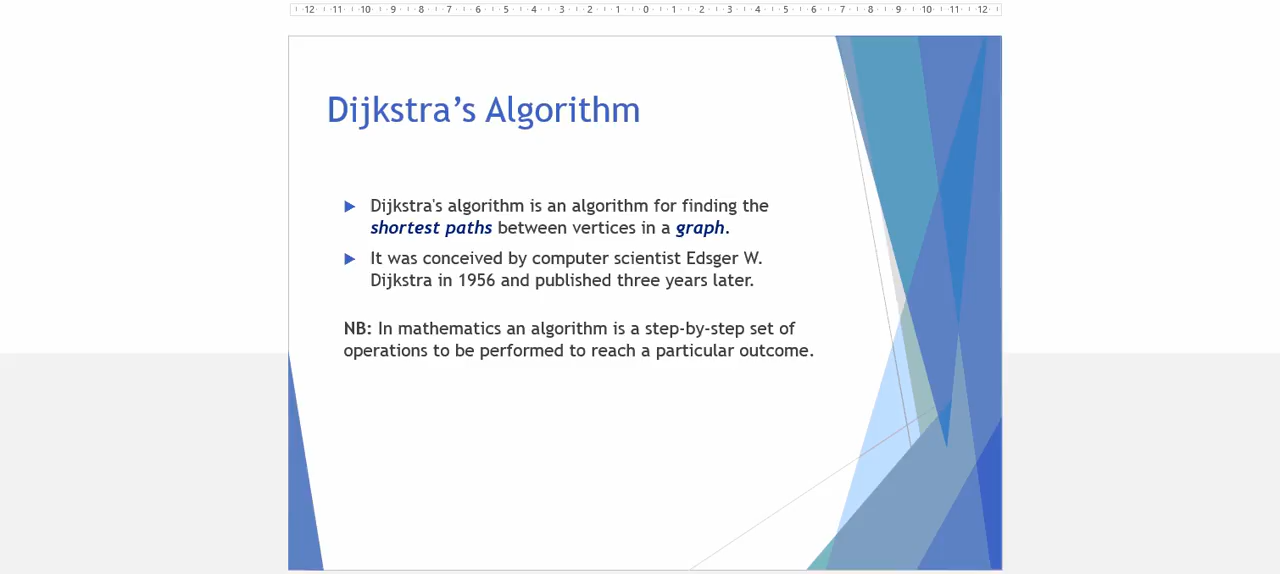 12 11 10 9 8 7 6 5 4 3 2 1 0 1 2 3 4 5 6 7 8 9 10 11 12
Dijkstra’s Algorithm
Dijkstra's algorithm is an algorithm for finding the
shortest paths between vertices in a graph.
It was conceived by computer scientist Edsger W.
Dijkstra in 1956 and published three years later.
NB: In mathematics an algorithm is a step-by-step set of
operations to be performed to reach a particular outcome.